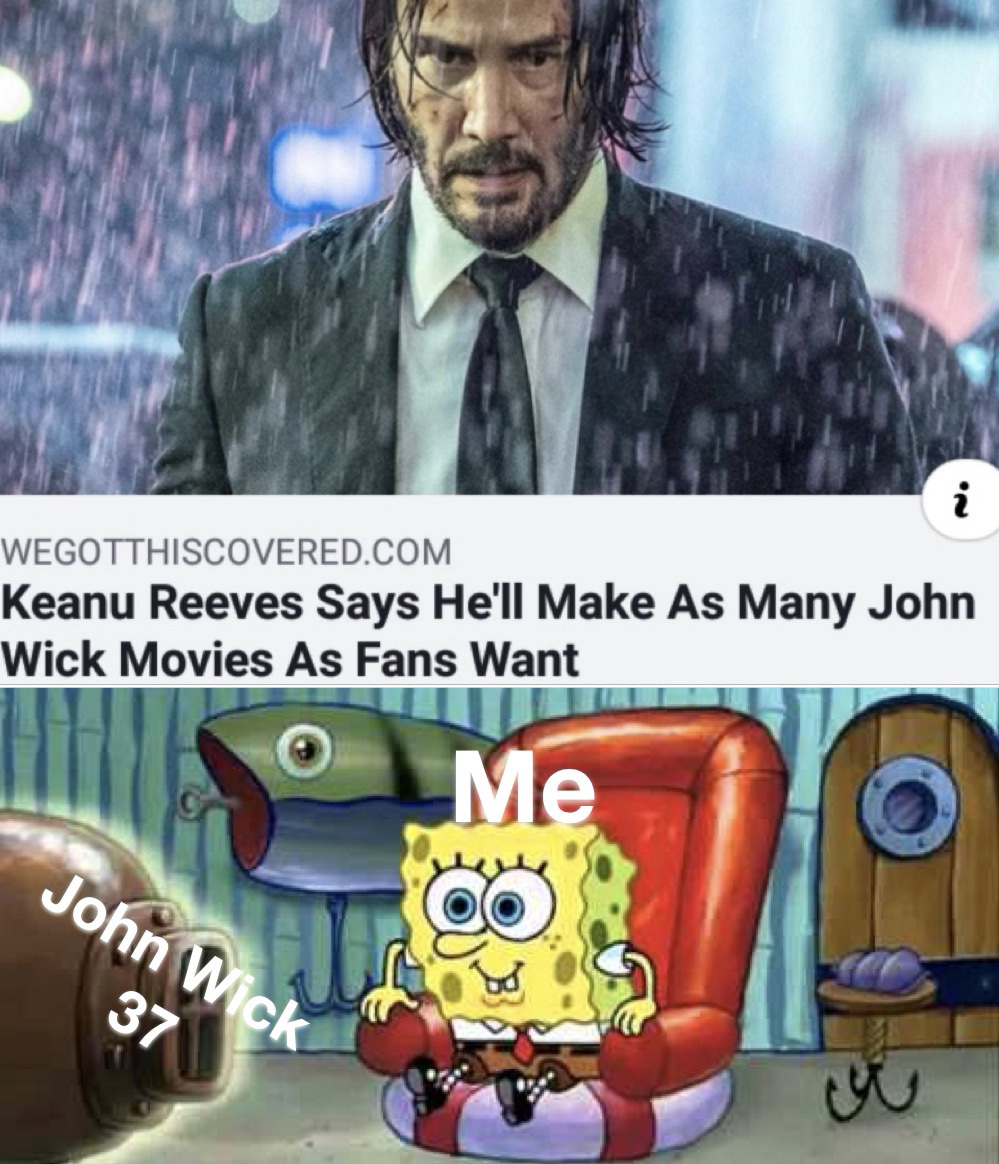 i
WEGOTTHISCOVERED.COM
Keanu Reeves Says He'll Make As Many John
Wick Movies As Fans Want
Me
John Wick
37